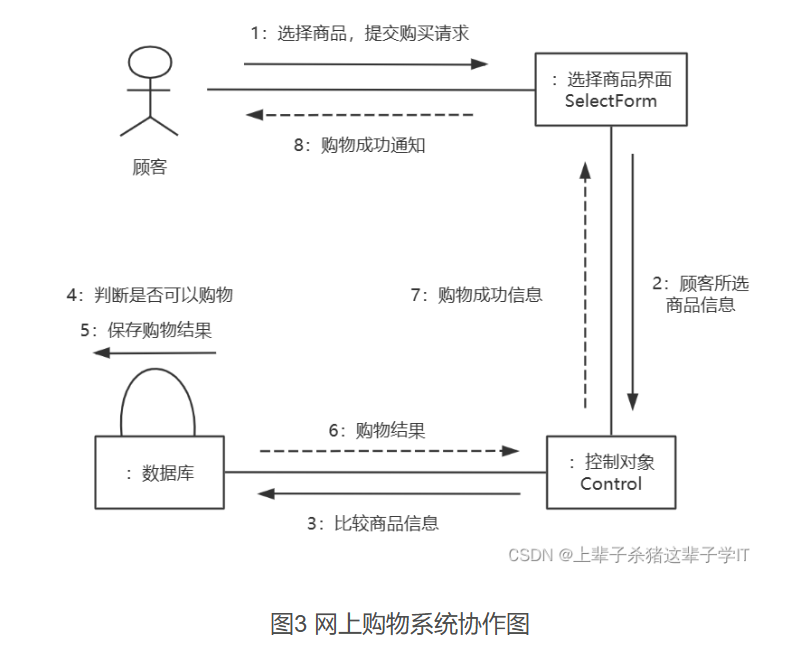 1：选择商品，提交购买请求
：选择商品界面
SelectForm
8：购物成功通知
顾客
4：判断是否可以购物
7：购物成功信息
2：顾客所选
商品信息
5：保存购物结果
6：购物结果
：数据库
：控制对象
Control
3：比较商品信息
CSDN @上辈子杀猪这辈子学IT
图3 网上购物系统协作图